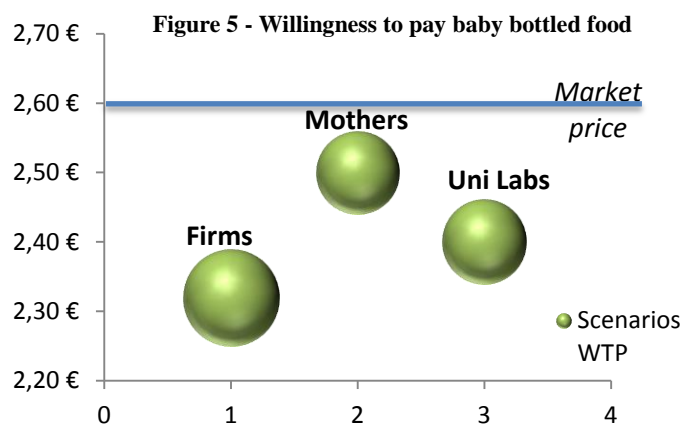 Figure 5 - Willingness to pay baby bottled food
2,70 €
2,60 €
2,50 €
2,40 €
2,30 €
2,20 €
Market
price
Mothers
Uni Labs
Firms
Scenarios
WTP
0
1
2
3
4